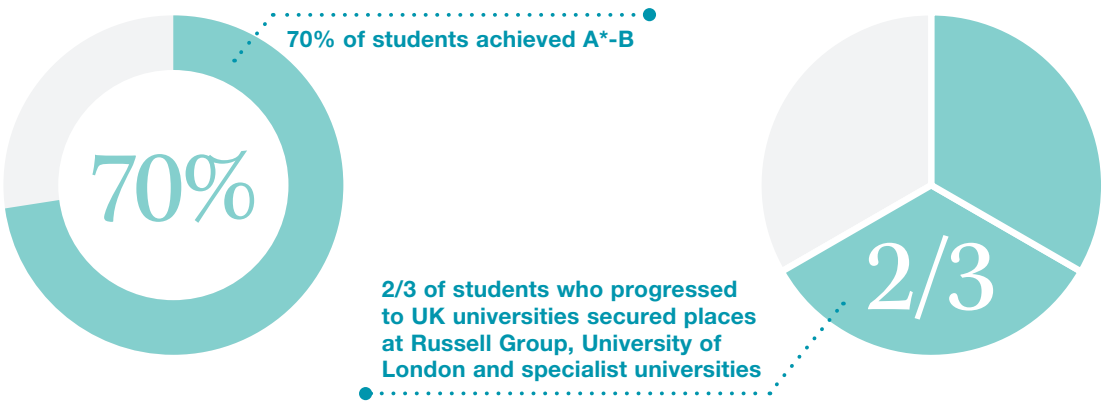 70% of students achieved A*-B
70%
2/3
2/3 of students who progressed
to UK universities secured places
at Russell Group, University of
London and specialist universities